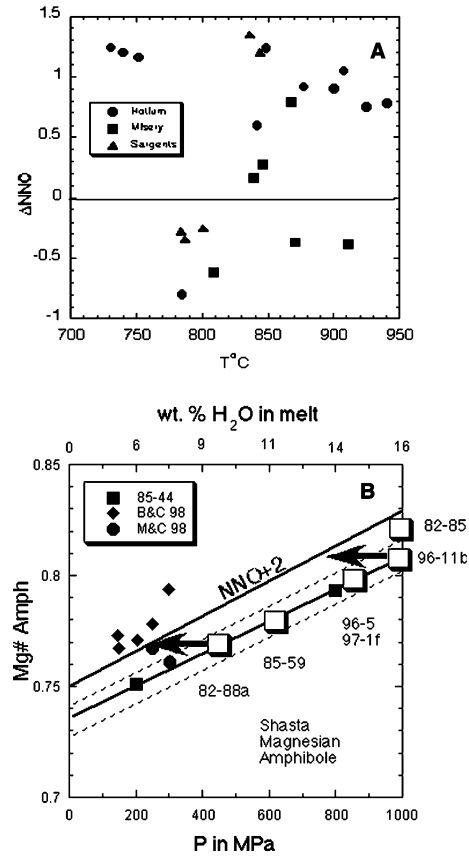 A
1.5
1
0.5
0
-0.5
-1
ΔNNO
Hotlum
Misery
Sargents
700 750 800 850 900 950
T°C
wt. % H2O in melt
0 6 9 11 14 16
B
0.85
0.8
0.75
0.7
Mg# Amph
85-44
B&C 98
M&C 98
NNO+2
82-85
96-11b
96-5
97-1f
85-59
82-88a
Shasta
Magnesian
Amphibole
0 200 400 600 800 1000
P in MPa